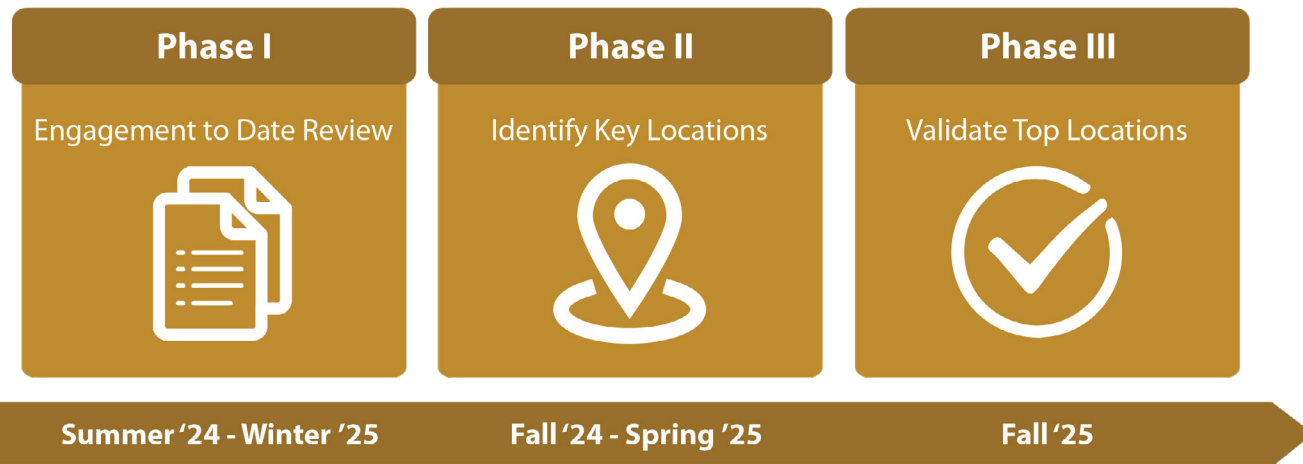 Phase I
Engagement to Date Review
Phase II
Identify Key Locations
Phase III
Validate Top Locations
Summer ‘24 - Winter ’25
Fall ‘24 - Spring ’25
Fall ‘25